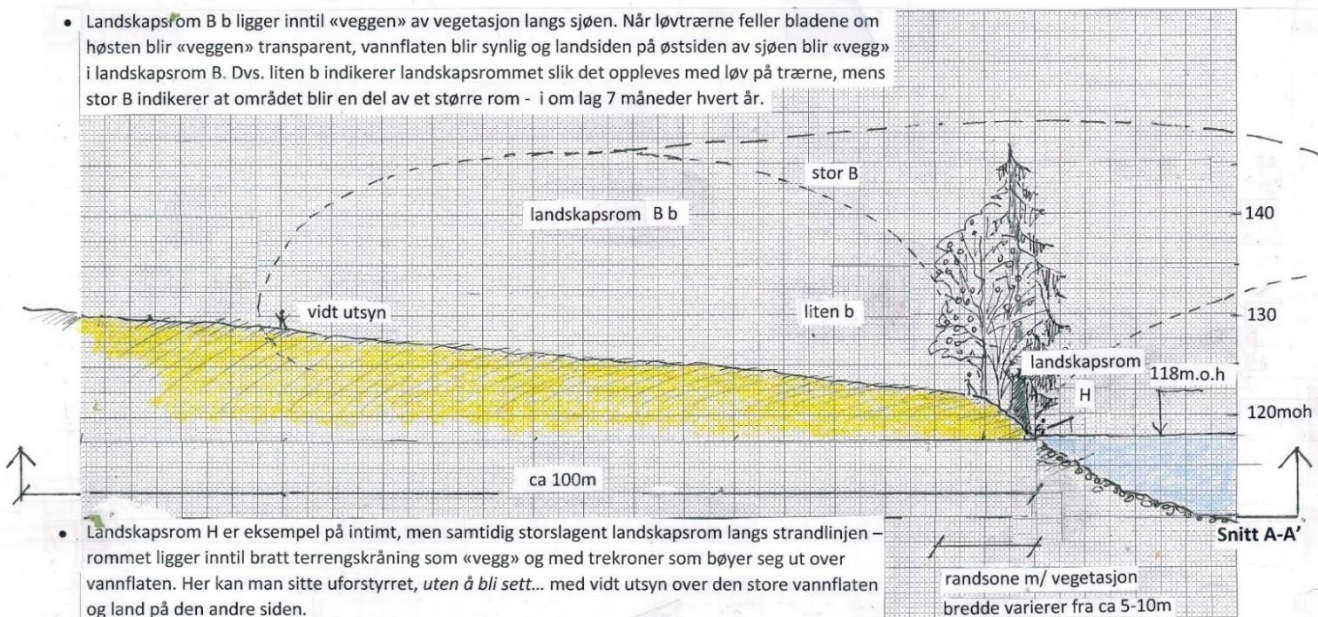 • Landskapsrom B b ligger inntil «veggen» av vegetasjon langs sjøen. Når løvtrærne feller bladene om
høsten blir «veggen» transparent, vannflaten blir synlig og landsiden på østsiden av sjøen blir «vegg»
i landskapsrom B. Dvs. liten b indikerer landskapsrommet slik det oppleves med løv på trærne, mens
stor B indikerer at området blir en del av et større rom - i om lag 7 måneder hvert år.
stor B
landskapsrom B b
140
vidt utsyn
liten b
130
landskapsrom
H
118m.o.h
120moh
ca 100m
Snitt A-A'
• Landskapsrom H er eksempel på intimt, men samtidig storslagent landskapsrom langs strandlinjen –
rommet ligger inntil bratt terrengskråning som «vegg» og med trekroner som bøyer seg ut over
vannflaten. Her kan man sitte uforstyrret, uten å bli sett... med vidt utsyn over den store vannflaten
og land på den andre siden.
randsone m/ vegetasjon
bredde varierer fra ca 5-10m